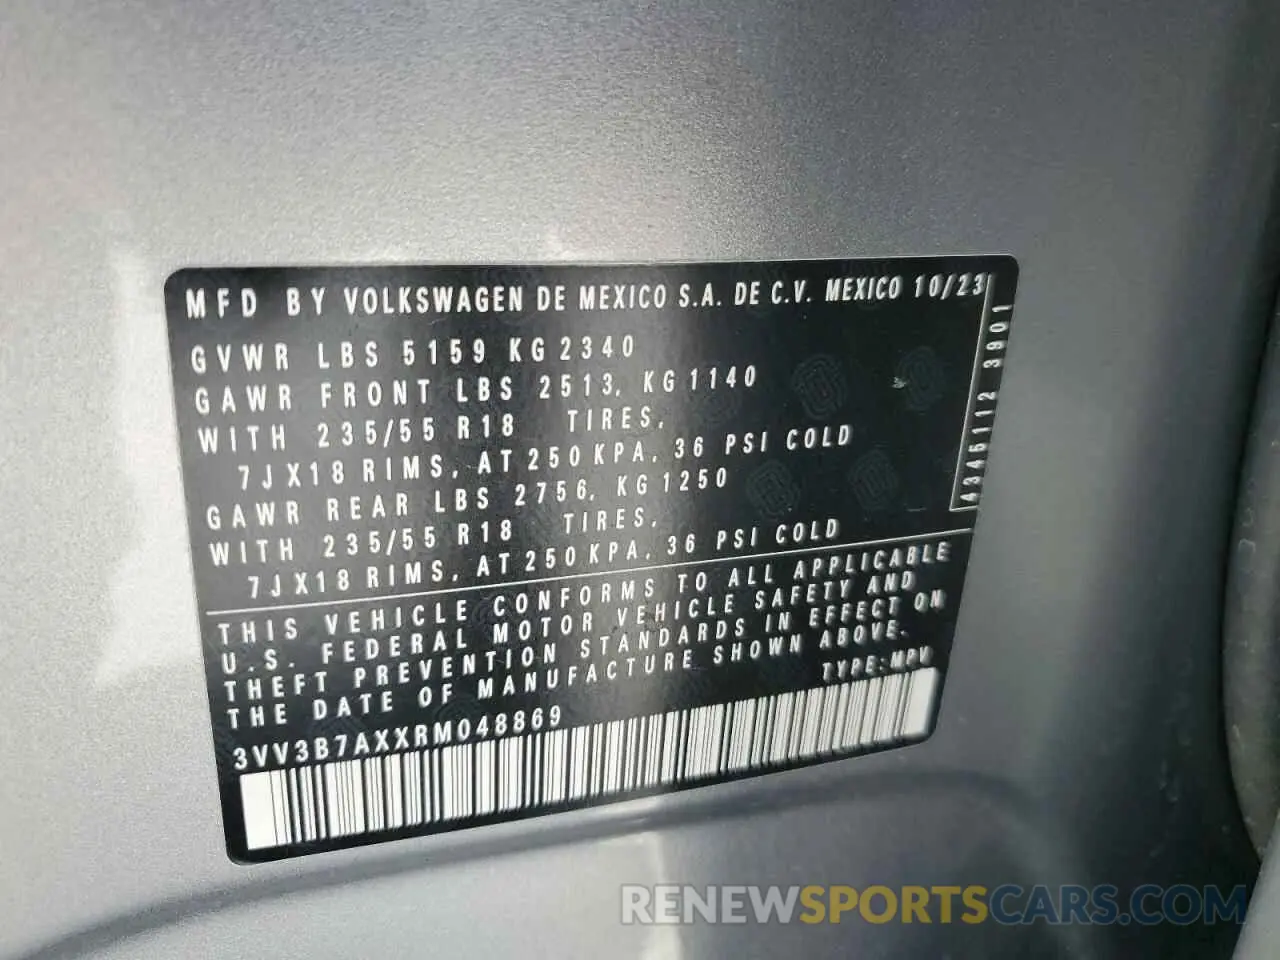 MFD BY VOLKSWAGEN DE MEXICO S.A. DE C.V. MEXICO 10/23
GVWR LBS 5159 KG 2340
GAWR FRONT LBS 2513, KG 1140
WITH 235/55 R18 TIRES,
7JX18 RIMS, AT 250 KPA, 36 PSI COLD
GAWR REAR LBS 2756, KG 1250
WITH 235/55 R18 TIRES,
7JX18 RIMS, AT 250 KPA, 36 PSI COLD
4345112 3901
THIS VEHICLE CONFORMS TO ALL APPLICABLE
U.S. FEDERAL MOTOR VEHICLE SAFETY AND
THEFT PREVENTION STANDARDS IN EFFECT ON
THE DATE OF MANUFACTURE SHOWN ABOVE.
3VV3B7AXXRM048869 TYPE: MPV
RENEWSPORTSCARS.COM